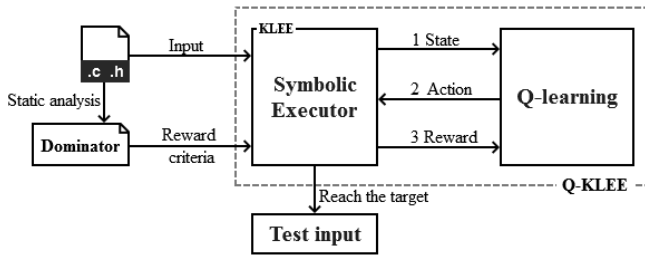 KLEE
1 State
Input
.c .h
Symbolic
Executor
2 Action
Q-learning
Static analysis
Dominator
Reward
criteria
3 Reward
Q-KLEE
Reach the target
Test input